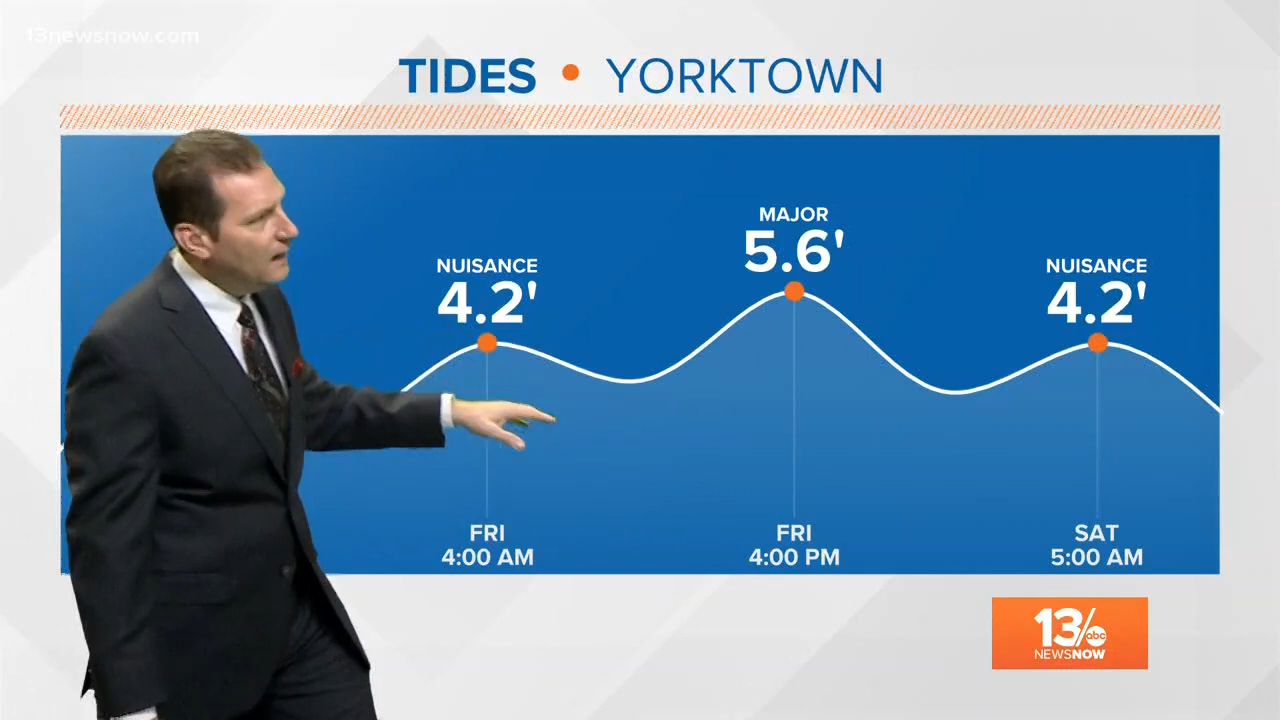 13newsnow.com
TIDES • YORKTOWN
MAJOR
5.6'
NUISANCE
4.2'
NUISANCE
4.2'
FRI
4:00 AM
FRI
4:00 PM
SAT
5:00 AM
13 abc
NEWSNOW